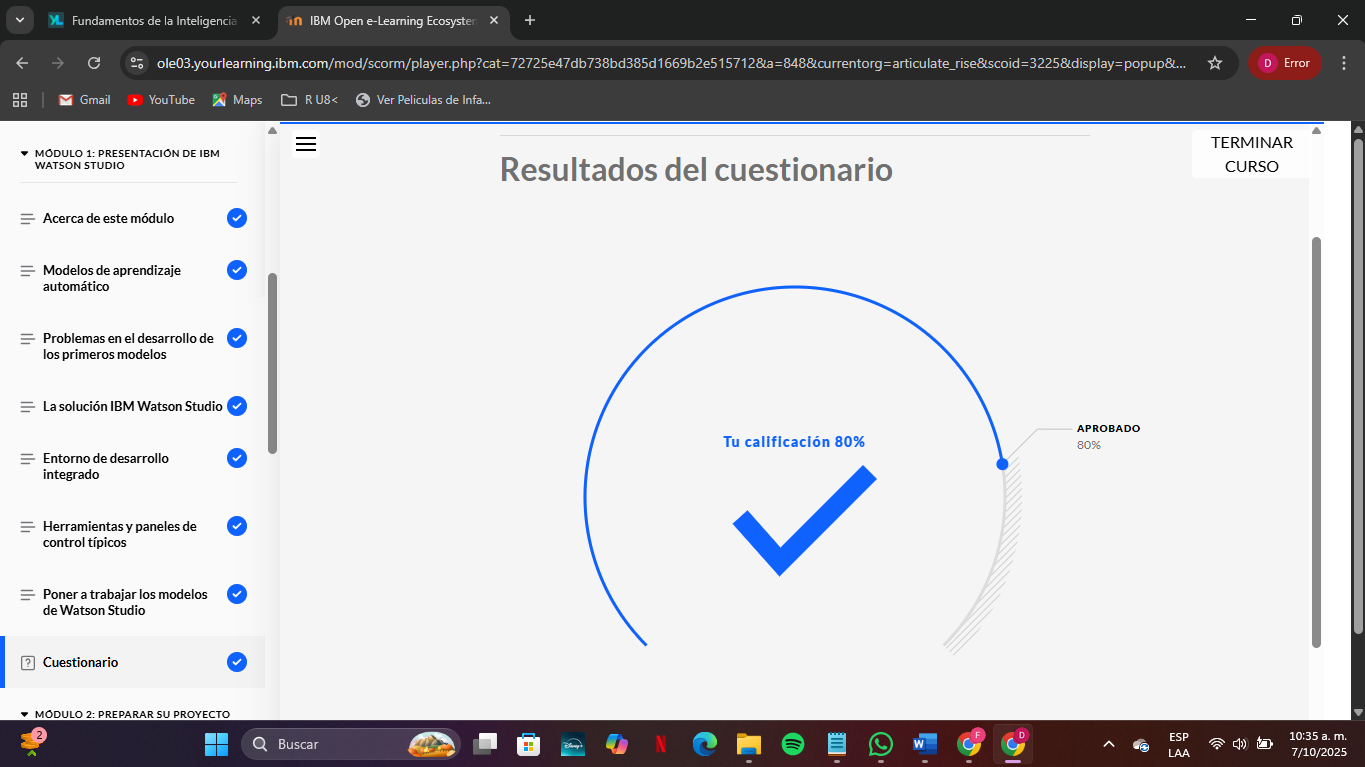 Fundamentos de la Inteligencia
IBM Open e-Learning Ecosystem
ole03.yourlearning.ibm.com/mod/scorm/player.php?cat=72725e47db738bd385d1669b2e515712&a=848&currentorg=articulate_rise&scoid=3225&display=popup&...
D
Error
Gmail
YouTube
Maps
R U8<
Ver Peliculas de Infa...
MÓDULO 1: PRESENTACIÓN DE IBM
WATSON STUDIO
Acerca de este módulo
Modelos de aprendizaje
automático
Problemas en el desarrollo de
los primeros modelos
La solución IBM Watson Studio
Entorno de desarrollo
integrado
Herramientas y paneles de
control típicos
Poner a trabajar los modelos
de Watson Studio
Cuestionario
MÓDULO 2: PREPARAR SU PROYECTO
TERMINAR
CURSO
Resultados del cuestionario
Tu calificación 80%
APROBADO
80%
2
Buscar
F
D
ESP
LAA
10:35 a. m.
7/10/2025